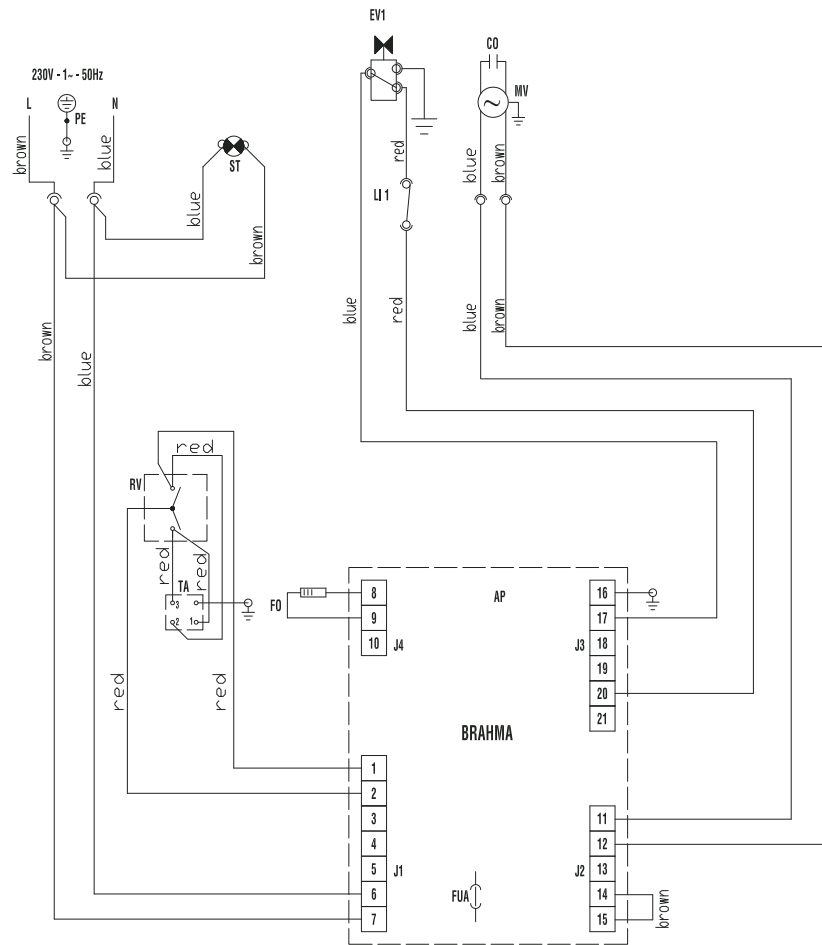 EV1
CO
230V - 1~ - 50Hz
MV
L
N
PE
brown
blue
red
blue
brown
ST
LI 1
blue
brown
blue
red
blue
brown
brown
blue
red
RV
red
red
TA
3
2
1
FO
8
9
10
J4
AP
16
17
18
19
20
21
J3
red
red
BRAHMA
1
2
3
4
5
6
7
J1
FUA
11
12
13
14
15
J2
brown